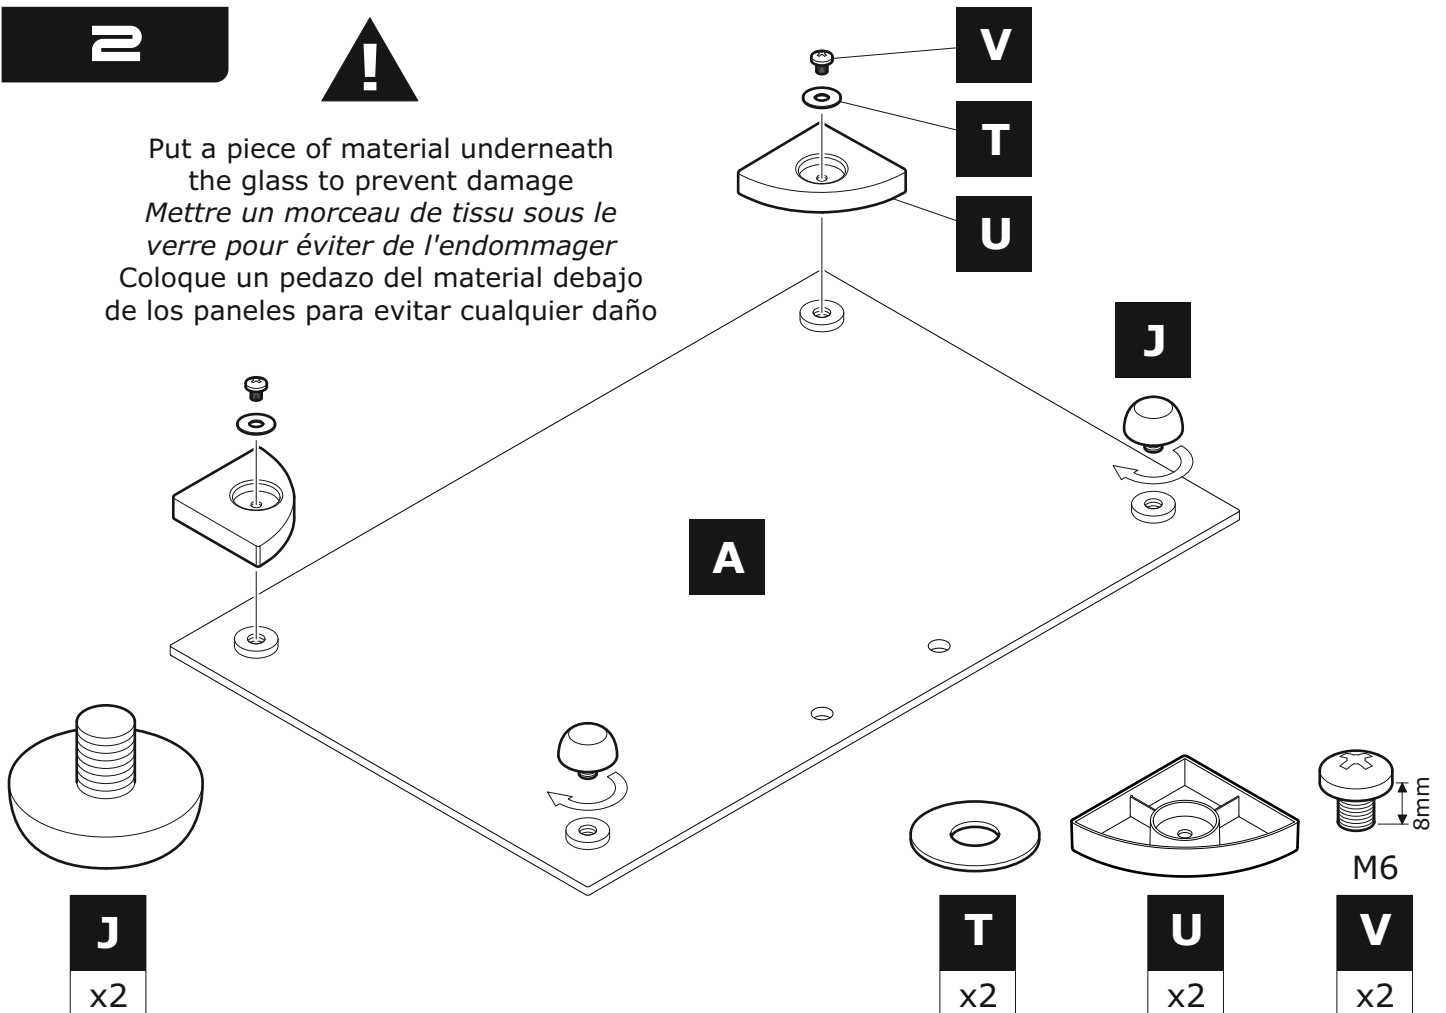 2
!
V
T
U
Put a piece of material underneath
the glass to prevent damage
Mettre un morceau de tissu sous le
verre pour éviter de l'endommager
Coloque un pedazo del material debajo
de los paneles para evitar cualquier daño
J
A
8mm
M6
J
x2
T
x2
U
x2
V
x2